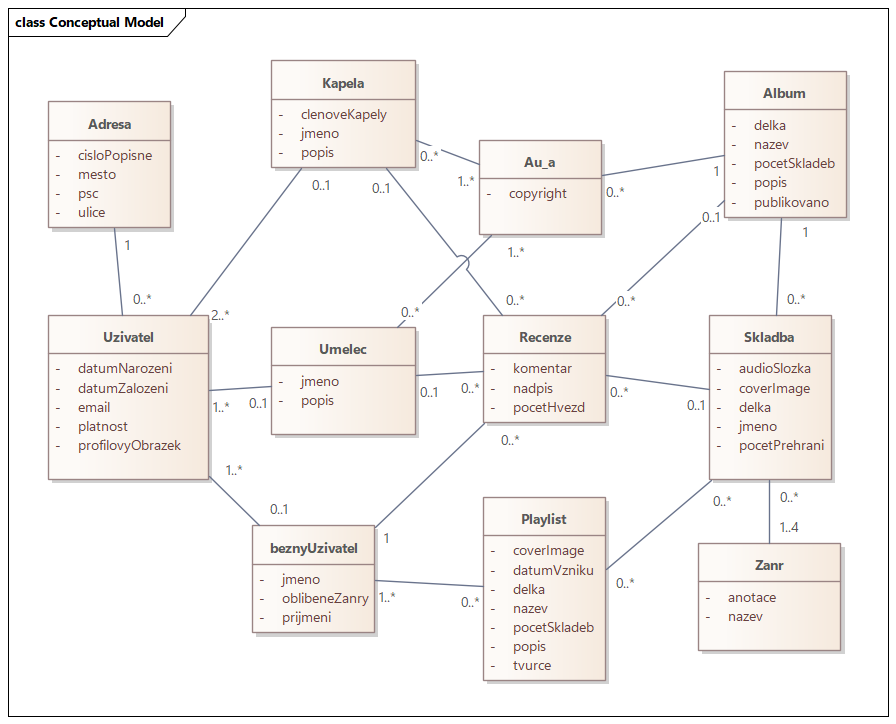 class Conceptual Model
Kapela
- clenoveKapely
- jmeno
- popis
Album
- delka
- nazev
- pocetSkladeb
- popis
- publikovano
Adresa
- cisloPopisne
- mesto
- psc
- ulice
Au_a
- copyright
0..*
1..*
0..*
1
0..1
0..1
0..1
1
1
1..*
0..*
2..*
0..*
0..*
0..*
0..*
Uzivatel
- datumNarozeni
- datumZalozeni
- email
- platnost
- profilovyObrazek
Umelec
- jmeno
- popis
Recenze
- komentar
- nadpis
- pocetHvezd
Skladba
- audioSlozka
- coverImage
- delka
- jmeno
- pocetPrehrani
1..*
0..1
0..1
0..*
0..*
0..1
0..*
1..*
0..1
1
0..*
0..*
1..4
beznyUzivatel
- jmeno
- oblibeneZanry
- prijmeni
Playlist
- coverImage
- datumVzniku
- delka
- nazev
- pocetSkladeb
- popis
- tvurce
Zanr
- anotace
- nazev
1..*
0..*
0..*